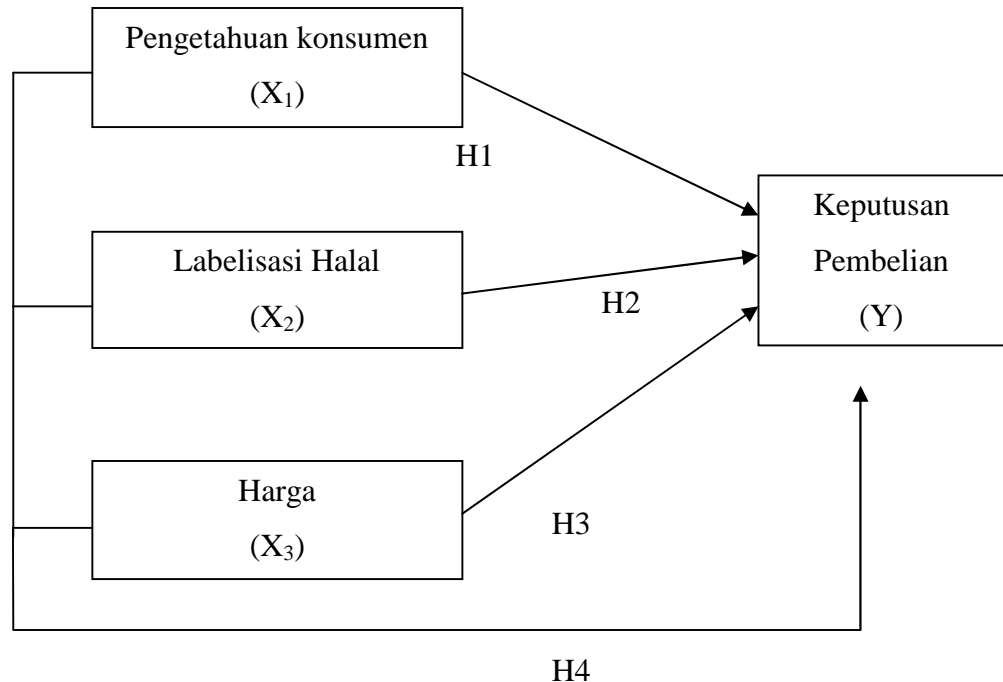 Pengetahuan konsumen
(X₁)
H1
Keputusan
Pembelian
(Y)
Labelisasi Halal
(X₂)
H2
Harga
(X₃)
H3
H4